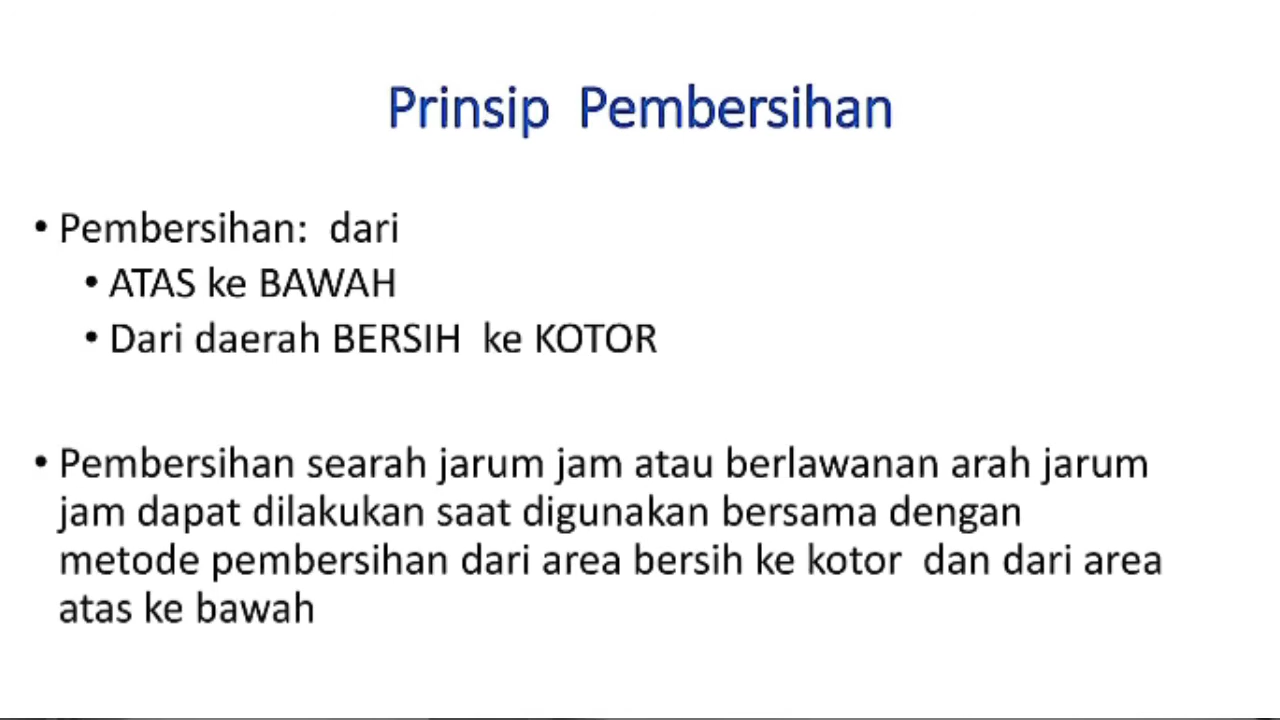 Prinsip Pembersihan
• Pembersihan: dari
• ATAS ke BAWAH
• Dari daerah BERSIH ke KOTOR
• Pembersihan searah jarum jam atau berlawanan arah jarum
jam dapat dilakukan saat digunakan bersama dengan
metode pembersihan dari area bersih ke kotor dan dari area
atas ke bawah